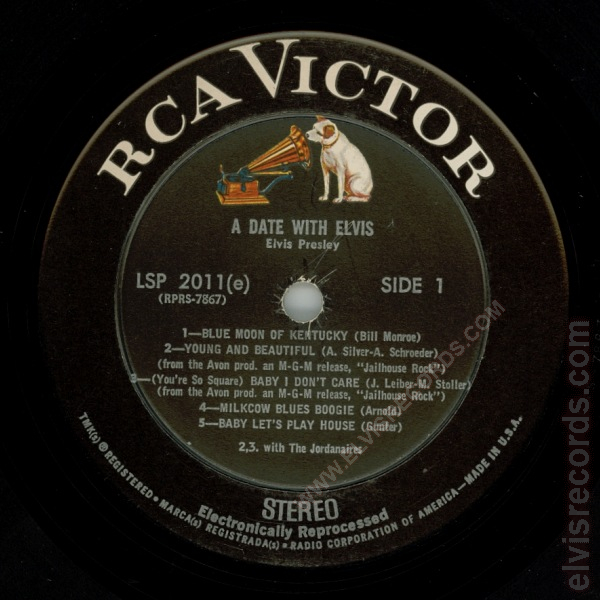 RCA VICTOR
A DATE WITH ELVIS
Elvis Presley
LSP 2011(e)
(RPRS-7867)
SIDE 1
1—BLUE MOON OF KENTUCKY (Bill Monroe)
2—YOUNG AND BEAUTIFUL (A. Silver-A. Schroeder)
(from the Avon prod. an M-G-M release, "Jailhouse Rock")
3—(You're So Square) BABY I DON'T CARE (J. Leiber-M. Stoller)
(from the Avon prod. an M-G-M release, "Jailhouse Rock")
4—MILKCOW BLUES BOOGIE (Arnold)
5—BABY LET'S PLAY HOUSE (Gunter)
2,3. with The Jordanaires
STEREO
Electronically Reprocessed
TMK(s) ® REGISTERED • MARCA(s) REGISTRADA(s) • RADIO CORPORATION OF AMERICA—MADE IN U.S.A.
WWW.ELVISRECORDS.COM
elvisrecords.com